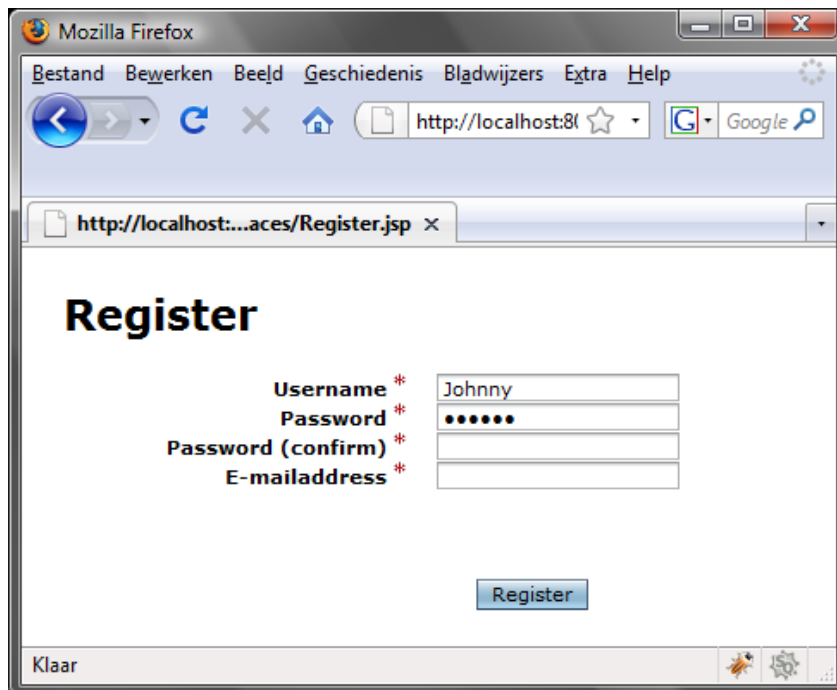 Mozilla Firefox
Bestand Bewerken Beeld Geschiedenis Bladwijzers Extra Help
http://localhost:8( G Google
http://localhost:...aces/Register.jsp
Register
Username * Johnny
Password * ••••••
Password (confirm) *
E-mailaddress *
Register
Klaar